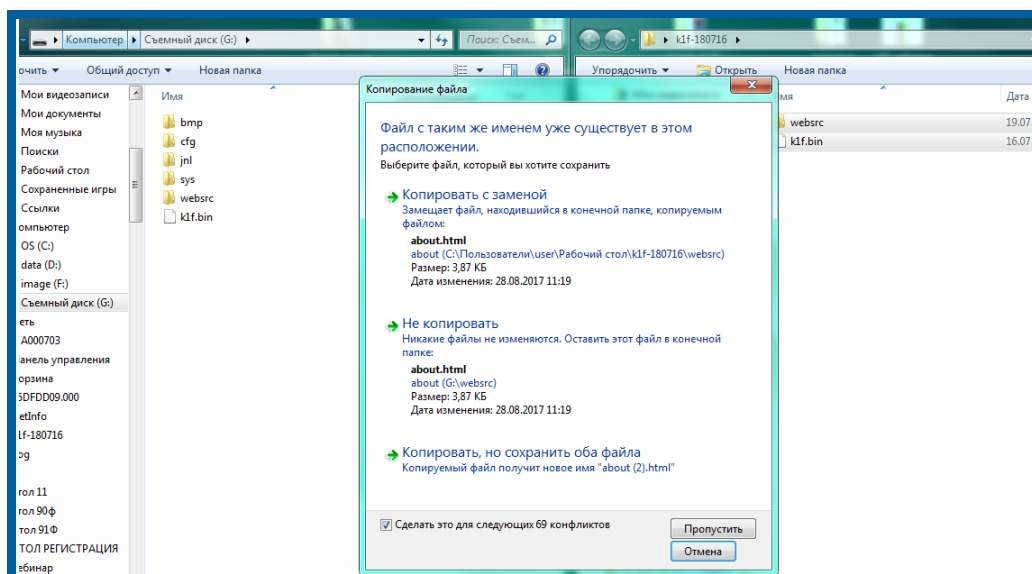 Компьютер ▸ Съемный диск (G:) ▸
Поиск: Съем...
k1f-180716 ▸
очить
Общий доступ
Новая папка
Упорядочить
Открыть
Новая папка
Мои видеозаписи
Мои документы
Моя музыка
Поиски
Рабочий стол
Сохраненные игры
Ссылки
омпьютер
OS (C:)
data (D:)
image (F:)
Съемный диск (G:)
еть
A000703
анель управления
орзина
5DFDD09.000
etInfo
1f-180716
og
тол 11
тол 90ф
тол 91Ф
ТОЛ РЕГИСТРАЦИЯ
ебинар
Имя
bmp
cfg
jnl
sys
websrc
k1f.bin
Копирование файла
Файл с таким же именем уже существует в этом
расположении.
Выберите файл, который вы хотите сохранить
Копировать с заменой
Замещает файл, находившийся в конечной папке, копируемым
файлом:
about.html
about (C:\Пользователи\user\Рабочий стол\k1f-180716\websrc)
Размер: 3,87 КБ
Дата изменения: 28.08.2017 11:19
Не копировать
Никакие файлы не изменяются. Оставить этот файл в конечной
папке:
about.html
about (G:\websrc)
Размер: 3,87 КБ
Дата изменения: 28.08.2017 11:19
Копировать, но сохранить оба файла
Копируемый файл получит новое имя "about (2).html"
Сделать это для следующих 69 конфликтов
Пропустить
Отмена
мя
Дата
websrc
19.07.
k1f.bin
16.07.